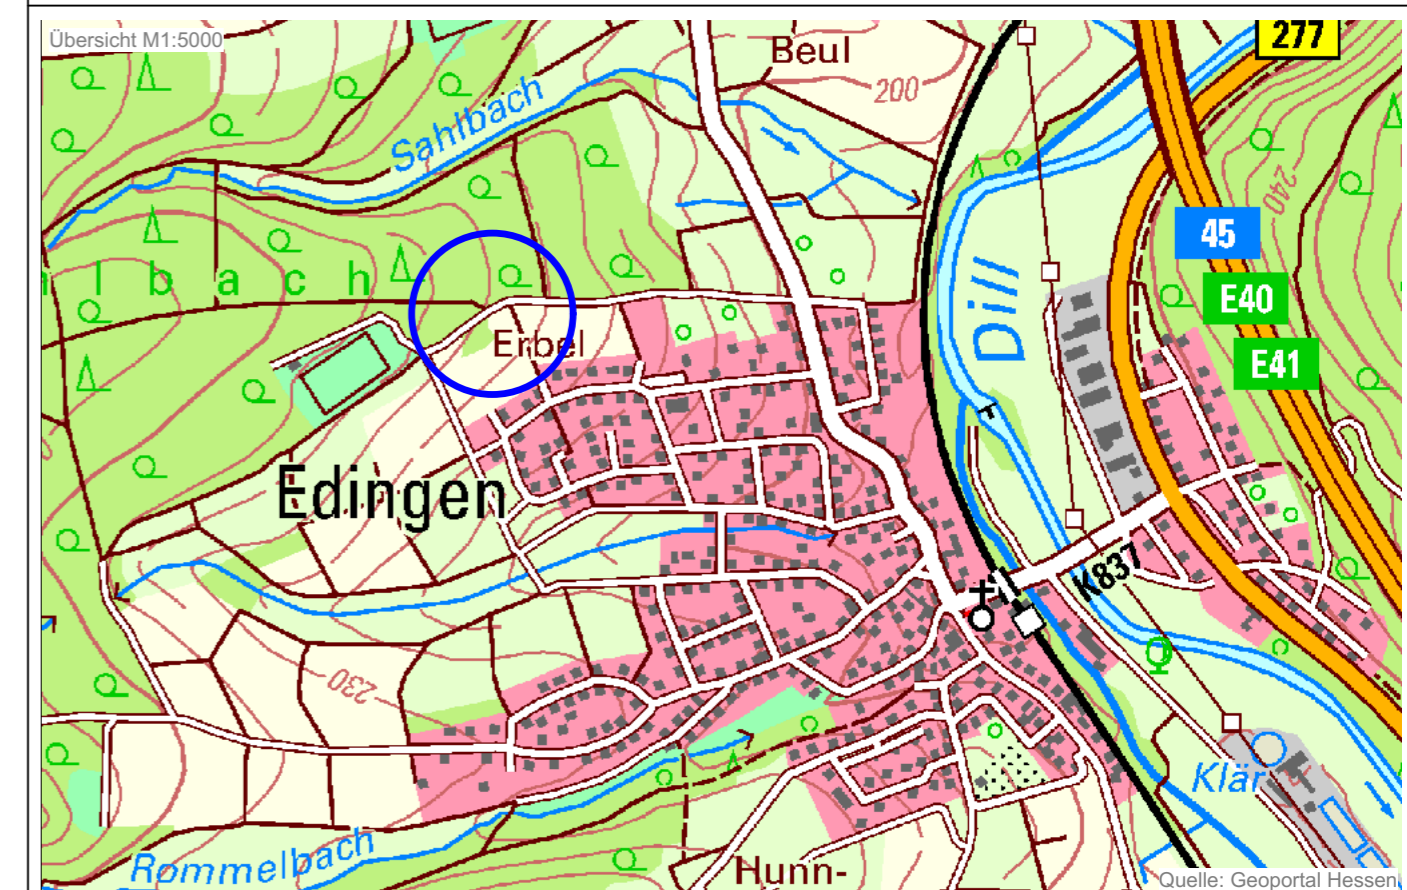 Übersicht M1:5000
277
Beul
200
Sahlbach
240
45
E40
E41
Dill
lbach
Erbel
Edingen
K837
230
Klär
Rommelbach
Hunn-
Quelle: Geoportal Hessen